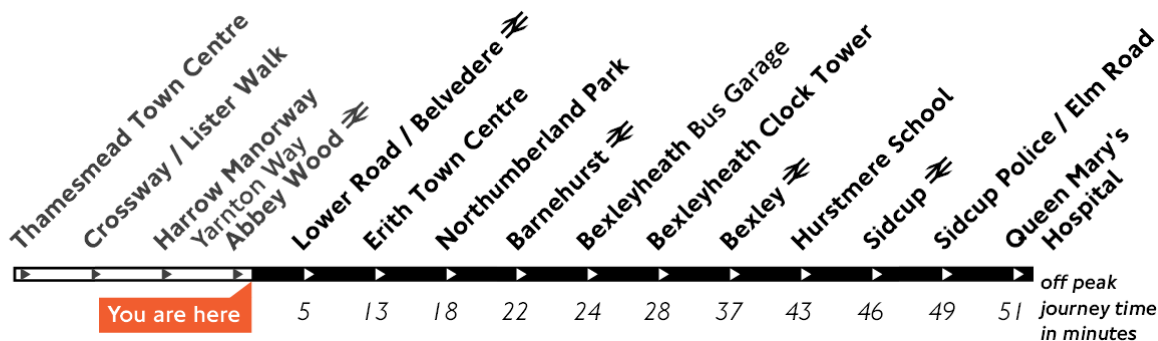 Thamesmead Town Centre
Crossway / Lister Walk
Harrow Manorway
Yarnton Way
Abbey Wood
Lower Road / Belvedere
Erith Town Centre
Northumberland Park
Barnehurst
Bexleyheath Bus Garage
Bexleyheath Clock Tower
Bexley
Hurstmere School
Sidcup
Sidcup Police / Elm Road
Queen Mary's
Hospital
You are here
5 13 18 22 24 28 37 43 46 49 51
off peak
journey time
in minutes